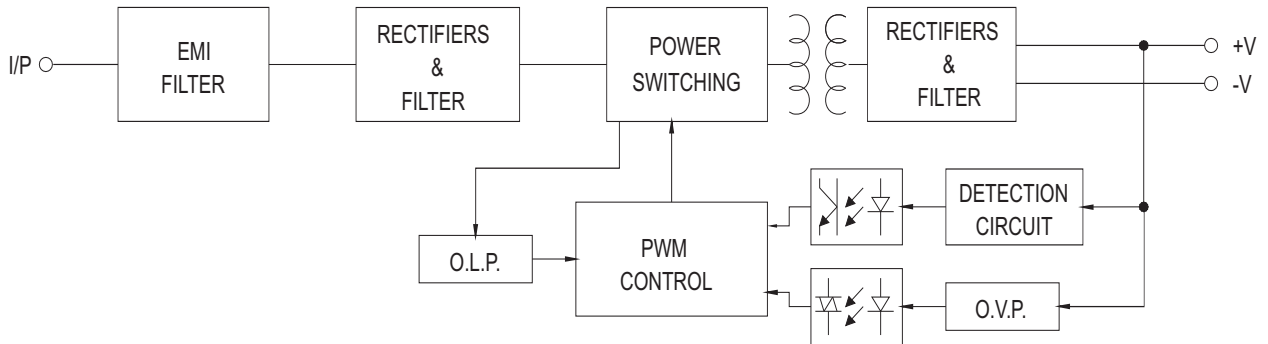 I/P
EMI
FILTER
RECTIFIERS
&
FILTER
POWER
SWITCHING
RECTIFIERS
&
FILTER
+V
-V
O.L.P.
PWM
CONTROL
DETECTION
CIRCUIT
O.V.P.